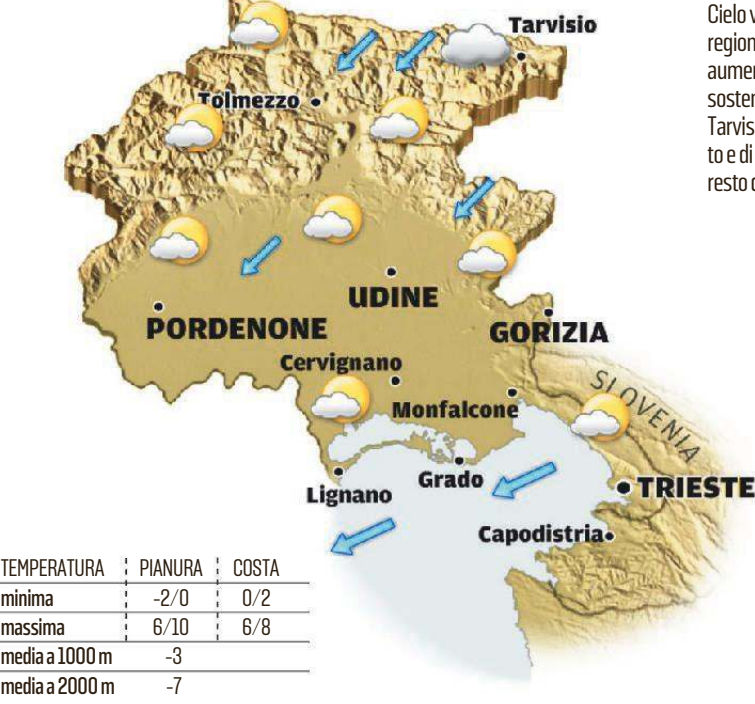 Tarvisio
Tolmezzo
UDINE
PORDENONE
GORIZIA
Cervignano
SLOVENIA
Monfalcone
Grado
Lignano
TRIESTE
Capodistria
Cielo
region
aumen
sosten
Tarvis
to e di
resto
TEMPERATURA PIANURA COSTA
minima -2/0 0/2
massima 6/10 6/8
media a 1000 m -3
media a 2000 m -7